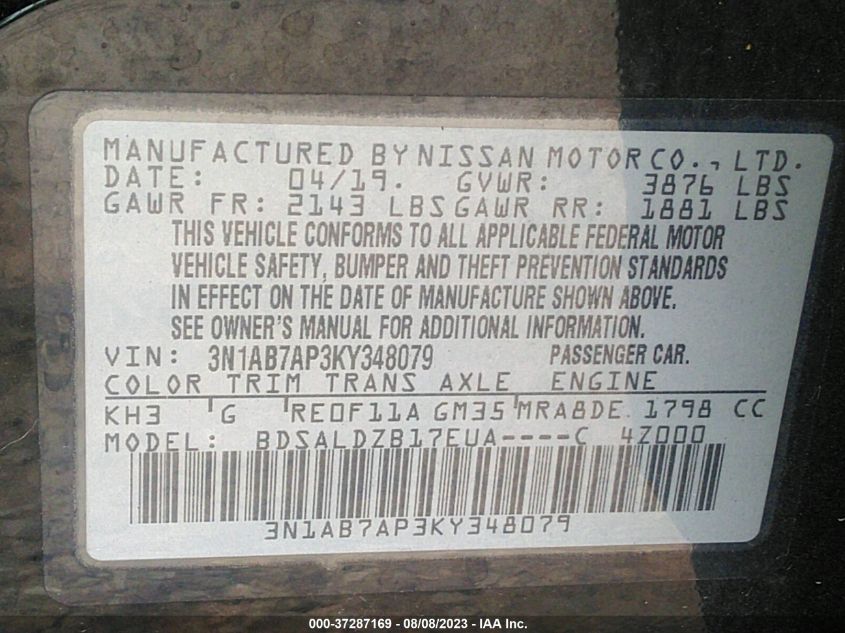 MANUFACTURED BY NISSAN MOTOR CO., LTD.
DATE: 04/19. GVWR: 3876 LBS
GAWR FR: 2143 LBS GAWR RR: 1881 LBS
THIS VEHICLE CONFORMS TO ALL APPLICABLE FEDERAL MOTOR
VEHICLE SAFETY, BUMPER AND THEFT PREVENTION STANDARDS
IN EFFECT ON THE DATE OF MANUFACTURE SHOWN ABOVE.
SEE OWNER'S MANUAL FOR ADDITIONAL INFORMATION.
VIN: 3N1AB7AP3KY348079 PASSENGER CAR.
COLOR TRIM TRANS AXLE ENGINE
KH3 G RE0F11A GM35 MRA8DE 1798 CC
MODEL: BDSALDZB17EUA----C 4Z000
3N1AB7AP3KY348079
000-37287169 - 08/08/2023 - IAA Inc.